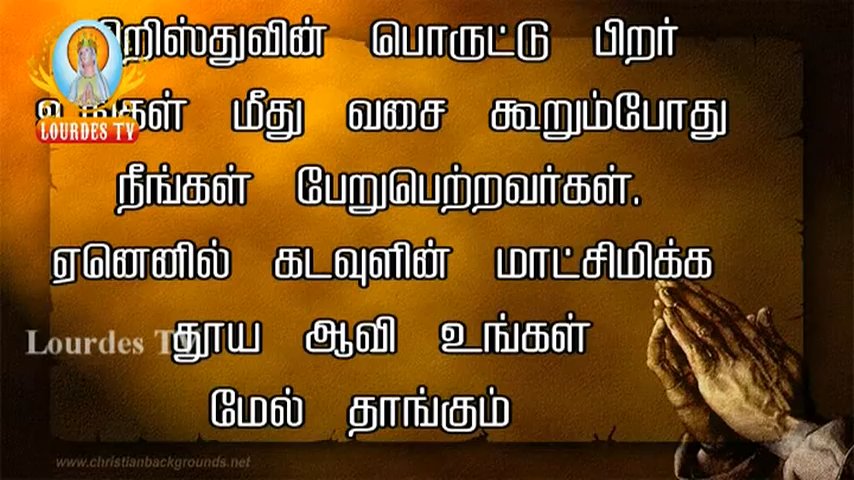 கிறிஸ்துவின் பொருட்டு பிறர்
உங்கள் மீது வசை கூறும்போது
LOURDES TV
நீங்கள் பேறுபெற்றவர்கள்.
ஏனெனில் கடவுளின் மாட்சிமிக்க
Lourdes TV
தூய ஆவி உங்கள்
மேல் தாங்கும்
www.christianbackgrounds.net